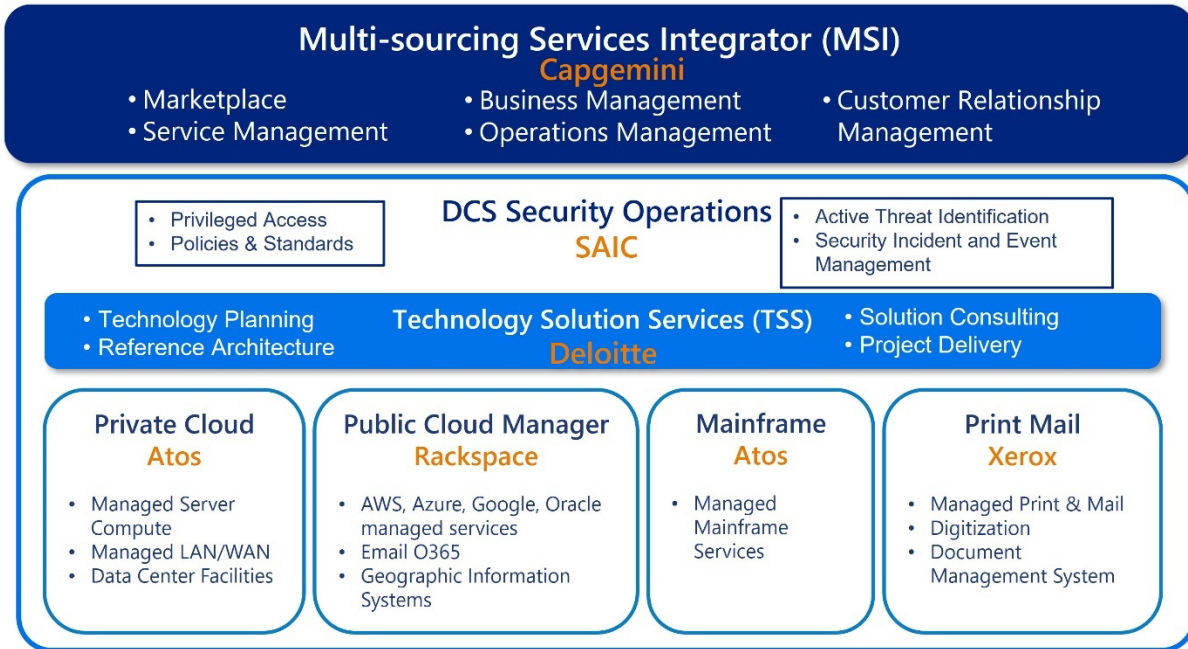 Multi-sourcing Services Integrator (MSI)
Capgemini
• Marketplace
• Service Management
• Business Management
• Operations Management
• Customer Relationship
Management
DCS Security Operations
SAIC
• Privileged Access
• Policies & Standards
• Active Threat Identification
• Security Incident and Event
Management
Technology Solution Services (TSS)
Deloitte
• Technology Planning
• Reference Architecture
• Solution Consulting
• Project Delivery
Private Cloud
Atos
• Managed Server
Compute
• Managed LAN/WAN
• Data Center Facilities
Public Cloud Manager
Rackspace
• AWS, Azure, Google, Oracle
managed services
• Email O365
• Geographic Information
Systems
Mainframe
Atos
• Managed
Mainframe
Services
Print Mail
Xerox
• Managed Print & Mail
• Digitization
• Document
Management System